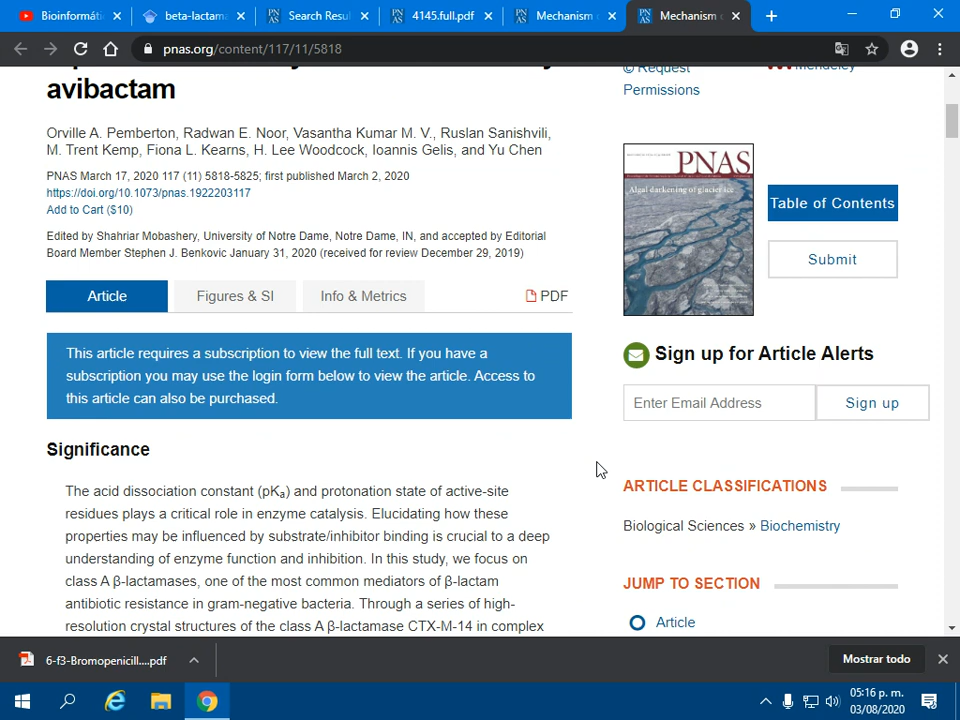 Bioinformáti
beta-lactama
Search Resul
4145.full.pdf
Mechanism o
Mechanism o
pnas.org/content/117/11/5818
avibactam
Orville A. Pemberton, Radwan E. Noor, Vasantha Kumar M. V., Ruslan Sanishvili,
M. Trent Kemp, Fiona L. Kearns, H. Lee Woodcock, Ioannis Gelis, and Yu Chen
PNAS March 17, 2020 117 (11) 5818-5825; first published March 2, 2020
https://doi.org/10.1073/pnas.1922203117
Add to Cart ($10)
Edited by Shahriar Mobashery, University of Notre Dame, Notre Dame, IN, and accepted by Editorial
Board Member Stephen J. Benkovic January 31, 2020 (received for review December 29, 2019)
Article
Figures & SI
Info & Metrics
PDF
This article requires a subscription to view the full text. If you have a
subscription you may use the login form below to view the article. Access to
this article can also be purchased.
Significance
The acid dissociation constant (pKa) and protonation state of active-site
residues plays a critical role in enzyme catalysis. Elucidating how these
properties may be influenced by substrate/inhibitor binding is crucial to a deep
understanding of enzyme function and inhibition. In this study, we focus on
class A β-lactamases, one of the most common mediators of β-lactam
antibiotic resistance in gram-negative bacteria. Through a series of high-
resolution crystal structures of the class A β-lactamase CTX-M-14 in complex
© Request
Permissions
Mendeley
PNAS
Algal darkening of glacier ice
Table of Contents
Submit
Sign up for Article Alerts
Enter Email Address
Sign up
ARTICLE CLASSIFICATIONS
Biological Sciences » Biochemistry
JUMP TO SECTION
Article
6-f3-Bromopenicill....pdf
Mostrar todo
05:16 p. m.
03/08/2020